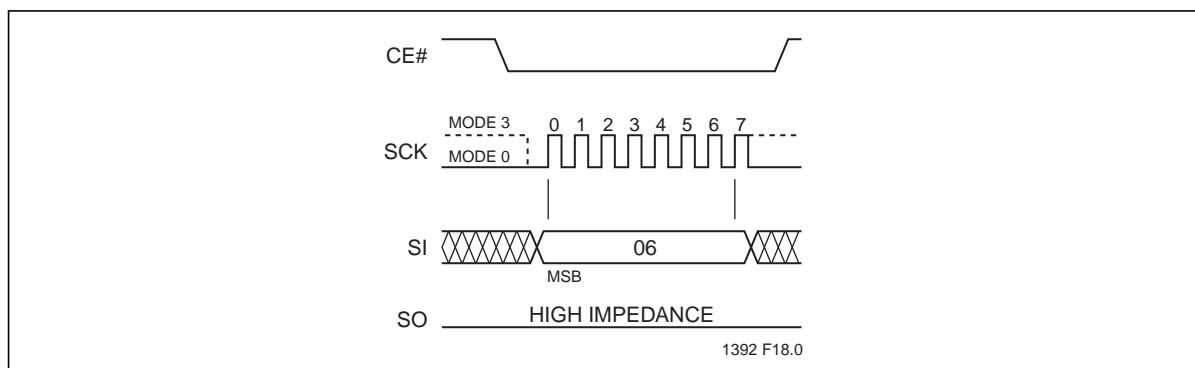 CE#
MODE 3
0 1 2 3 4 5 6 7
SCK
MODE 0
SI
06
MSB
SO
HIGH IMPEDANCE
1392 F18.0